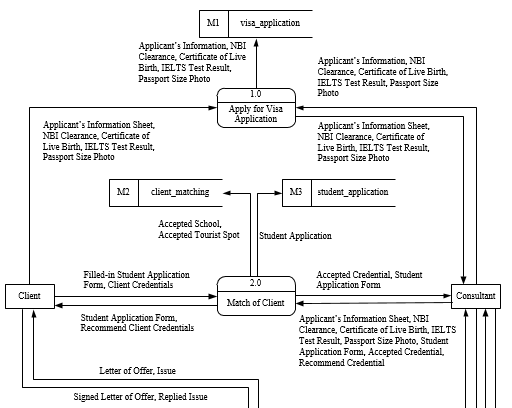 M1 visa_application
Applicant's Information, NBI
Clearance, Certificate of Live
Birth, IELTS Test Result,
Passport Size Photo
Applicant's Information, NBI
Clearance, Certificate of Live Birth,
IELTS Test Result, Passport Size
Photo
1.0
Apply for Visa
Application
Applicant's Information Sheet,
NBI Clearance, Certificate of
Live Birth, IELTS Test Result,
Passport Size Photo
Applicant's Information Sheet,
NBI Clearance, Certificate of
Live Birth, IELTS Test Result,
Passport Size Photo
M2 client_matching
M3 student_application
Accepted School,
Accepted Tourist Spot
Student Application
Filled-in Student Application
Form, Client Credentials
2.0
Match of Client
Accepted Credential, Student
Application Form
Client
Consultant
Student Application Form,
Recommend Client Credentials
Applicant's Information Sheet, NBI
Clearance, Certificate of Live Birth, IELTS
Test Result, Passport Size Photo, Student
Application Form, Accepted Credential,
Recommend Credential
Letter of Offer, Issue
Signed Letter of Offer, Replied Issue